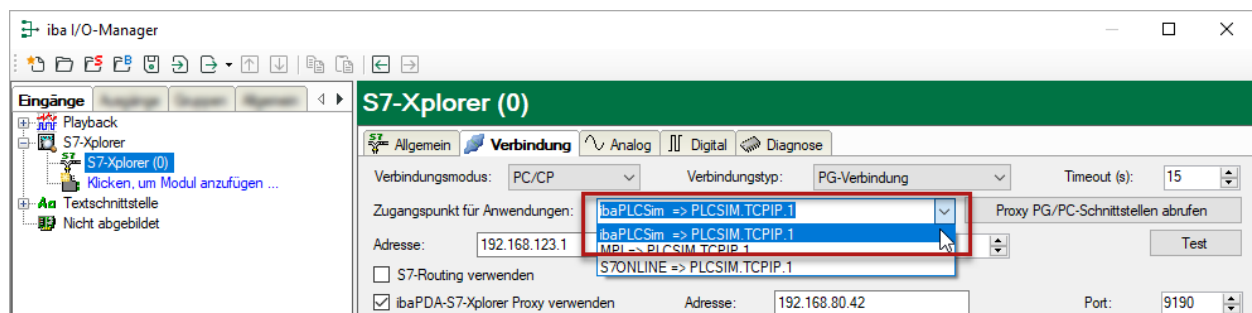 iba I/O-Manager
Eingänge
Playback
S7-Xplorer
S7-Xplorer (0)
Klicken, um Modul anzufügen ...
Textschnittstelle
Nicht abgebildet
S7-Xplorer (0)
Allgemein Verbindung Analog Digital Diagnose
Verbindungsmodus: PC/CP Verbindungstyp: PG-Verbindung Timeout (s): 15
Zugangspunkt für Anwendungen: ibaPLCSim => PLCSIM.TCPIP.1 Proxy PG/PC-Schnittstellen abrufen
ibaPLCSim => PLCSIM.TCPIP.1
MPI => PLCSIM.TCPIP.1
S7ONLINE => PLCSIM.TCPIP.1
Adresse: 192.168.123.1 Test
S7-Routing verwenden
ibaPDA-S7-Xplorer Proxy verwenden Adresse: 192.168.80.42 Port: 9190